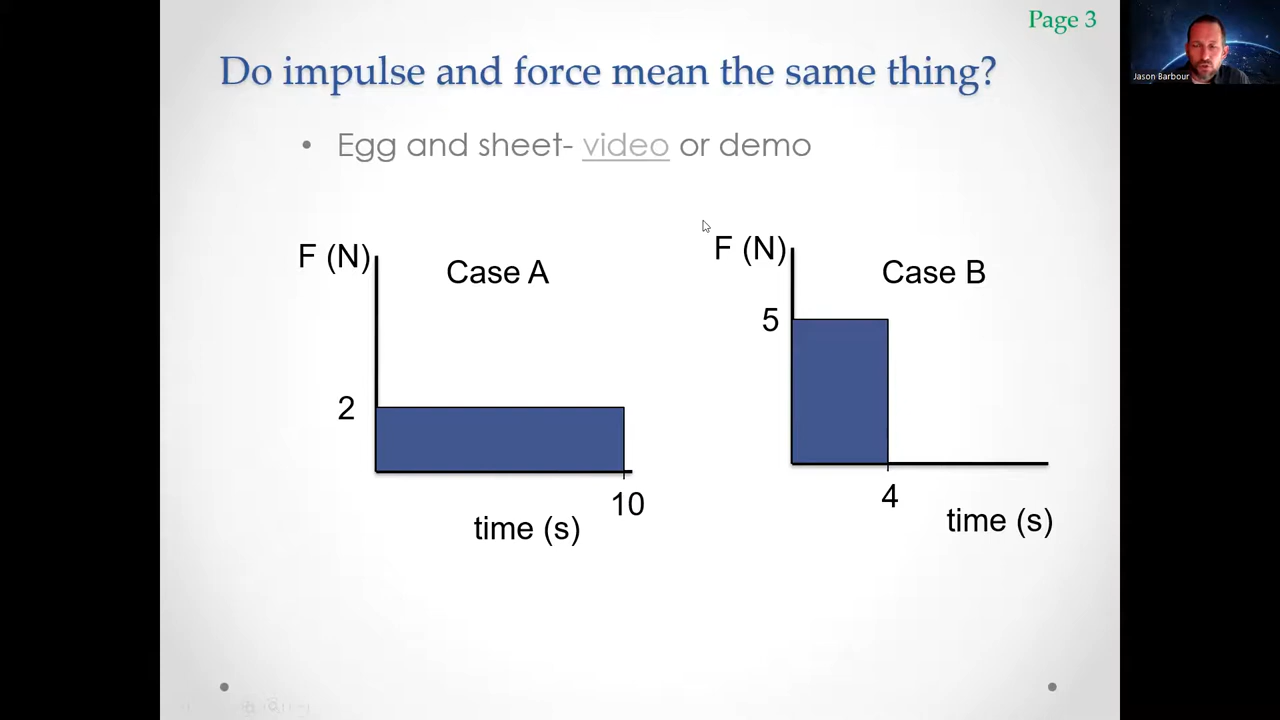 Page 3
Jason Barbour
Do impulse and force mean the same thing?
• Egg and sheet- video or demo
F (N)
Case A
2
10
time (s)
F (N)
Case B
5
4
time (s)